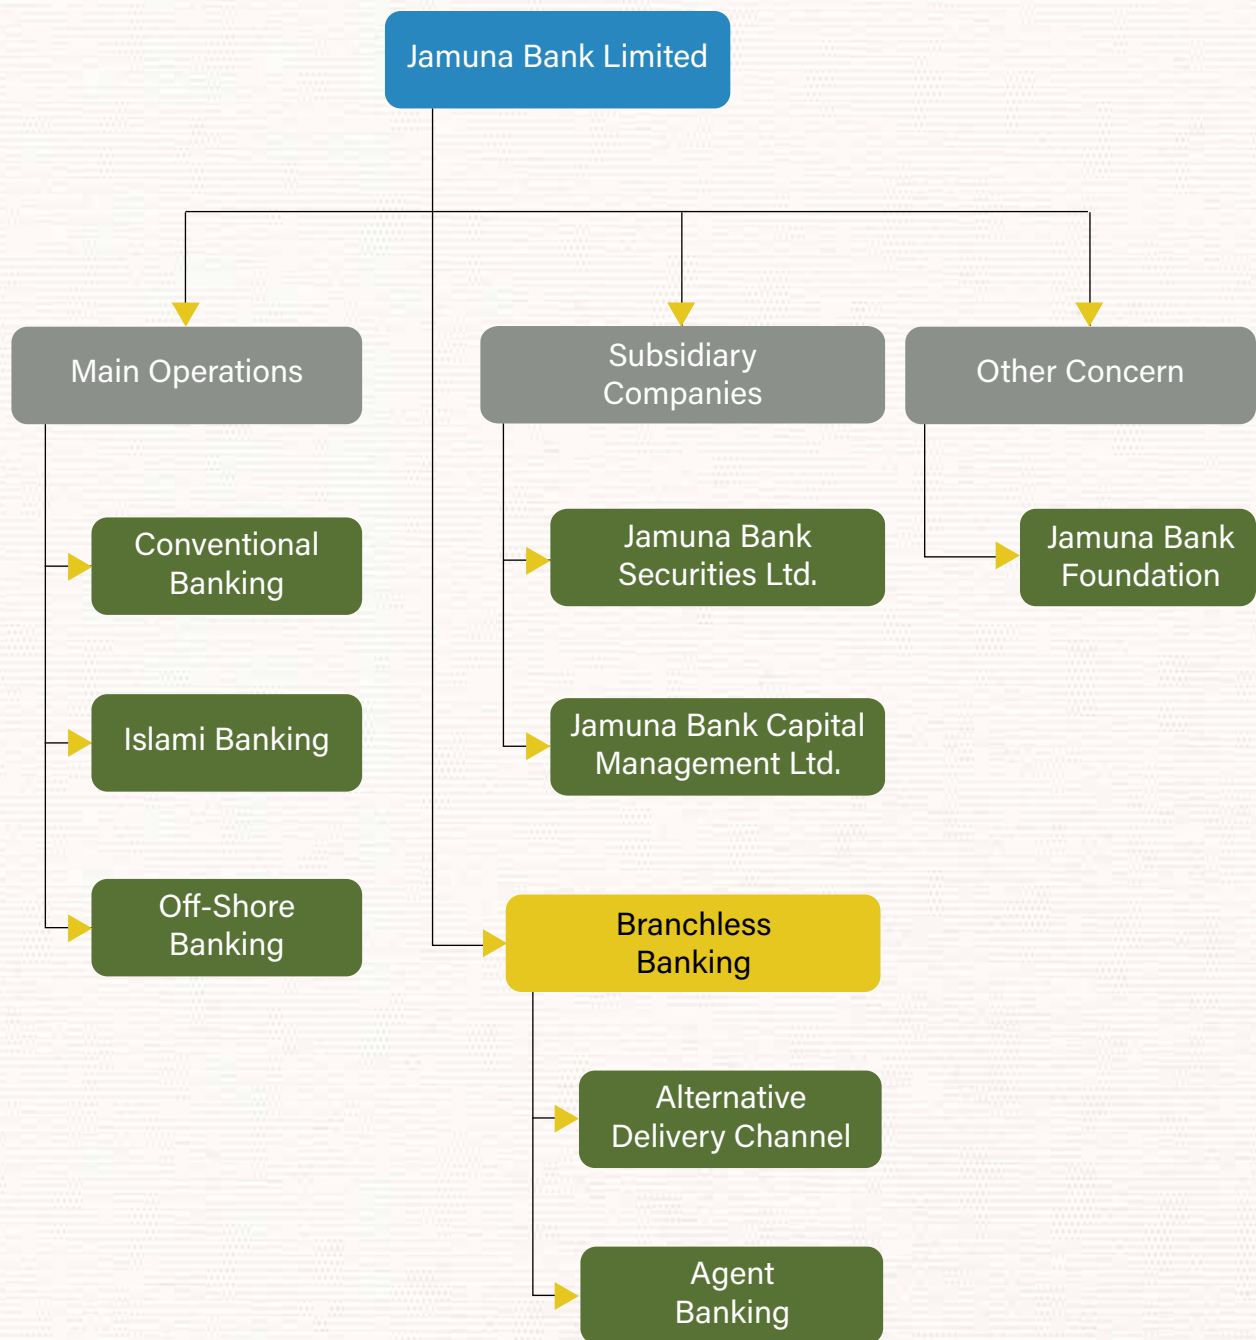 Jamuna Bank Limited
Main Operations
Conventional
Banking
Islami Banking
Off-Shore
Banking
Subsidiary
Companies
Jamuna Bank
Securities Ltd.
Jamuna Bank Capital
Management Ltd.
Other Concern
Jamuna Bank
Foundation
Branchless
Banking
Alternative
Delivery Channel
Agent
Banking